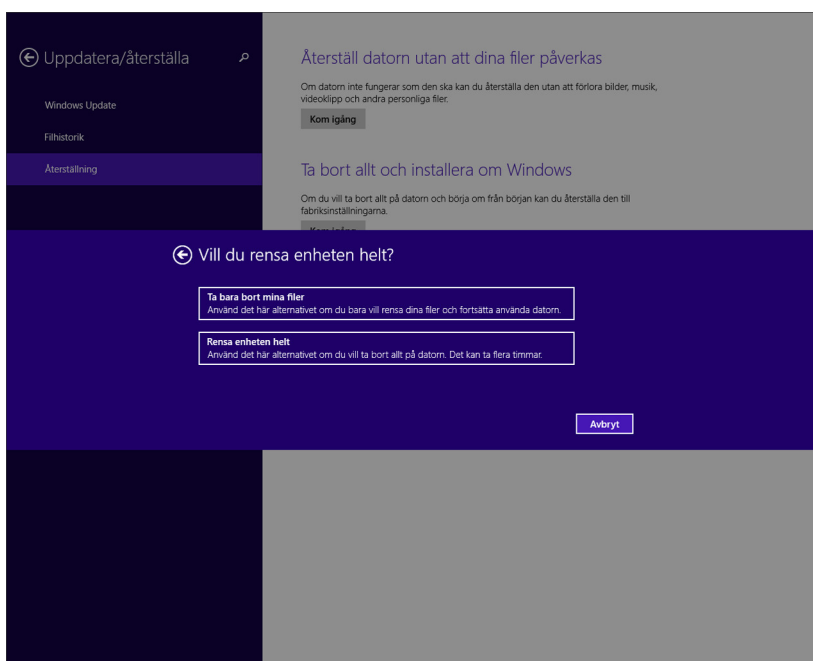 Uppdatera/återställa
Windows Update
Filhistorik
Återställning
Återställ datorn utan att dina filer påverkas
Om datorn inte fungerar som den ska kan du återställa den utan att förlora bilder, musik,
videoklipp och andra personliga filer.
Kom igång
Ta bort allt och installera om Windows
Om du vill ta bort allt på datorn och börja om från början kan du återställa den till
fabriksinställningarna.
Kom igång
Vill du rensa enheten helt?
Ta bara bort mina filer
Använd det här alternativet om du bara vill rensa dina filer och fortsätta använda datorn.
Rensa enheten helt
Använd det här alternativet om du vill ta bort allt på datorn. Det kan ta flera timmar.
Avbryt